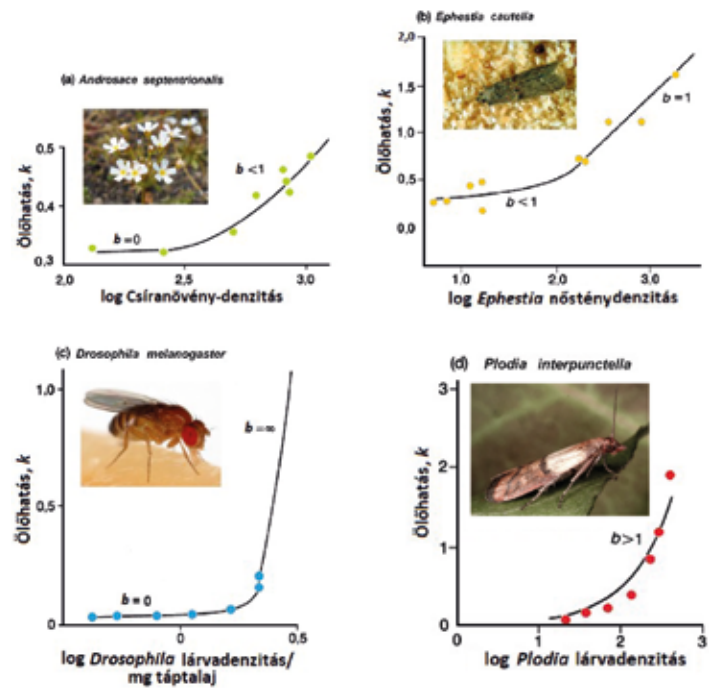 (a) Androsace septentrionalis
Ölőhatás, k
0,5
0,4
0,3
b=0
b<1
2,0
2,5
3,0
log Csíranövény-denzitás
(b) Ephestia cautella
Ölőhatás, k
2,0
1,5
1,0
0,5
0,0
b<1
b=1
1,0
2,0
3,0
log Ephestia nősténydenzitás
(c) Drosophila melanogaster
Ölőhatás, k
1,0
0,5
0
b=0
b=∞
0
0,5
log Drosophila lárvadenzitás/
mg táptalaj
(d) Plodia interpunctella
Ölőhatás, k
3
2
1
0
b>1
0
1
2
3
log Plodia lárvadenzitás